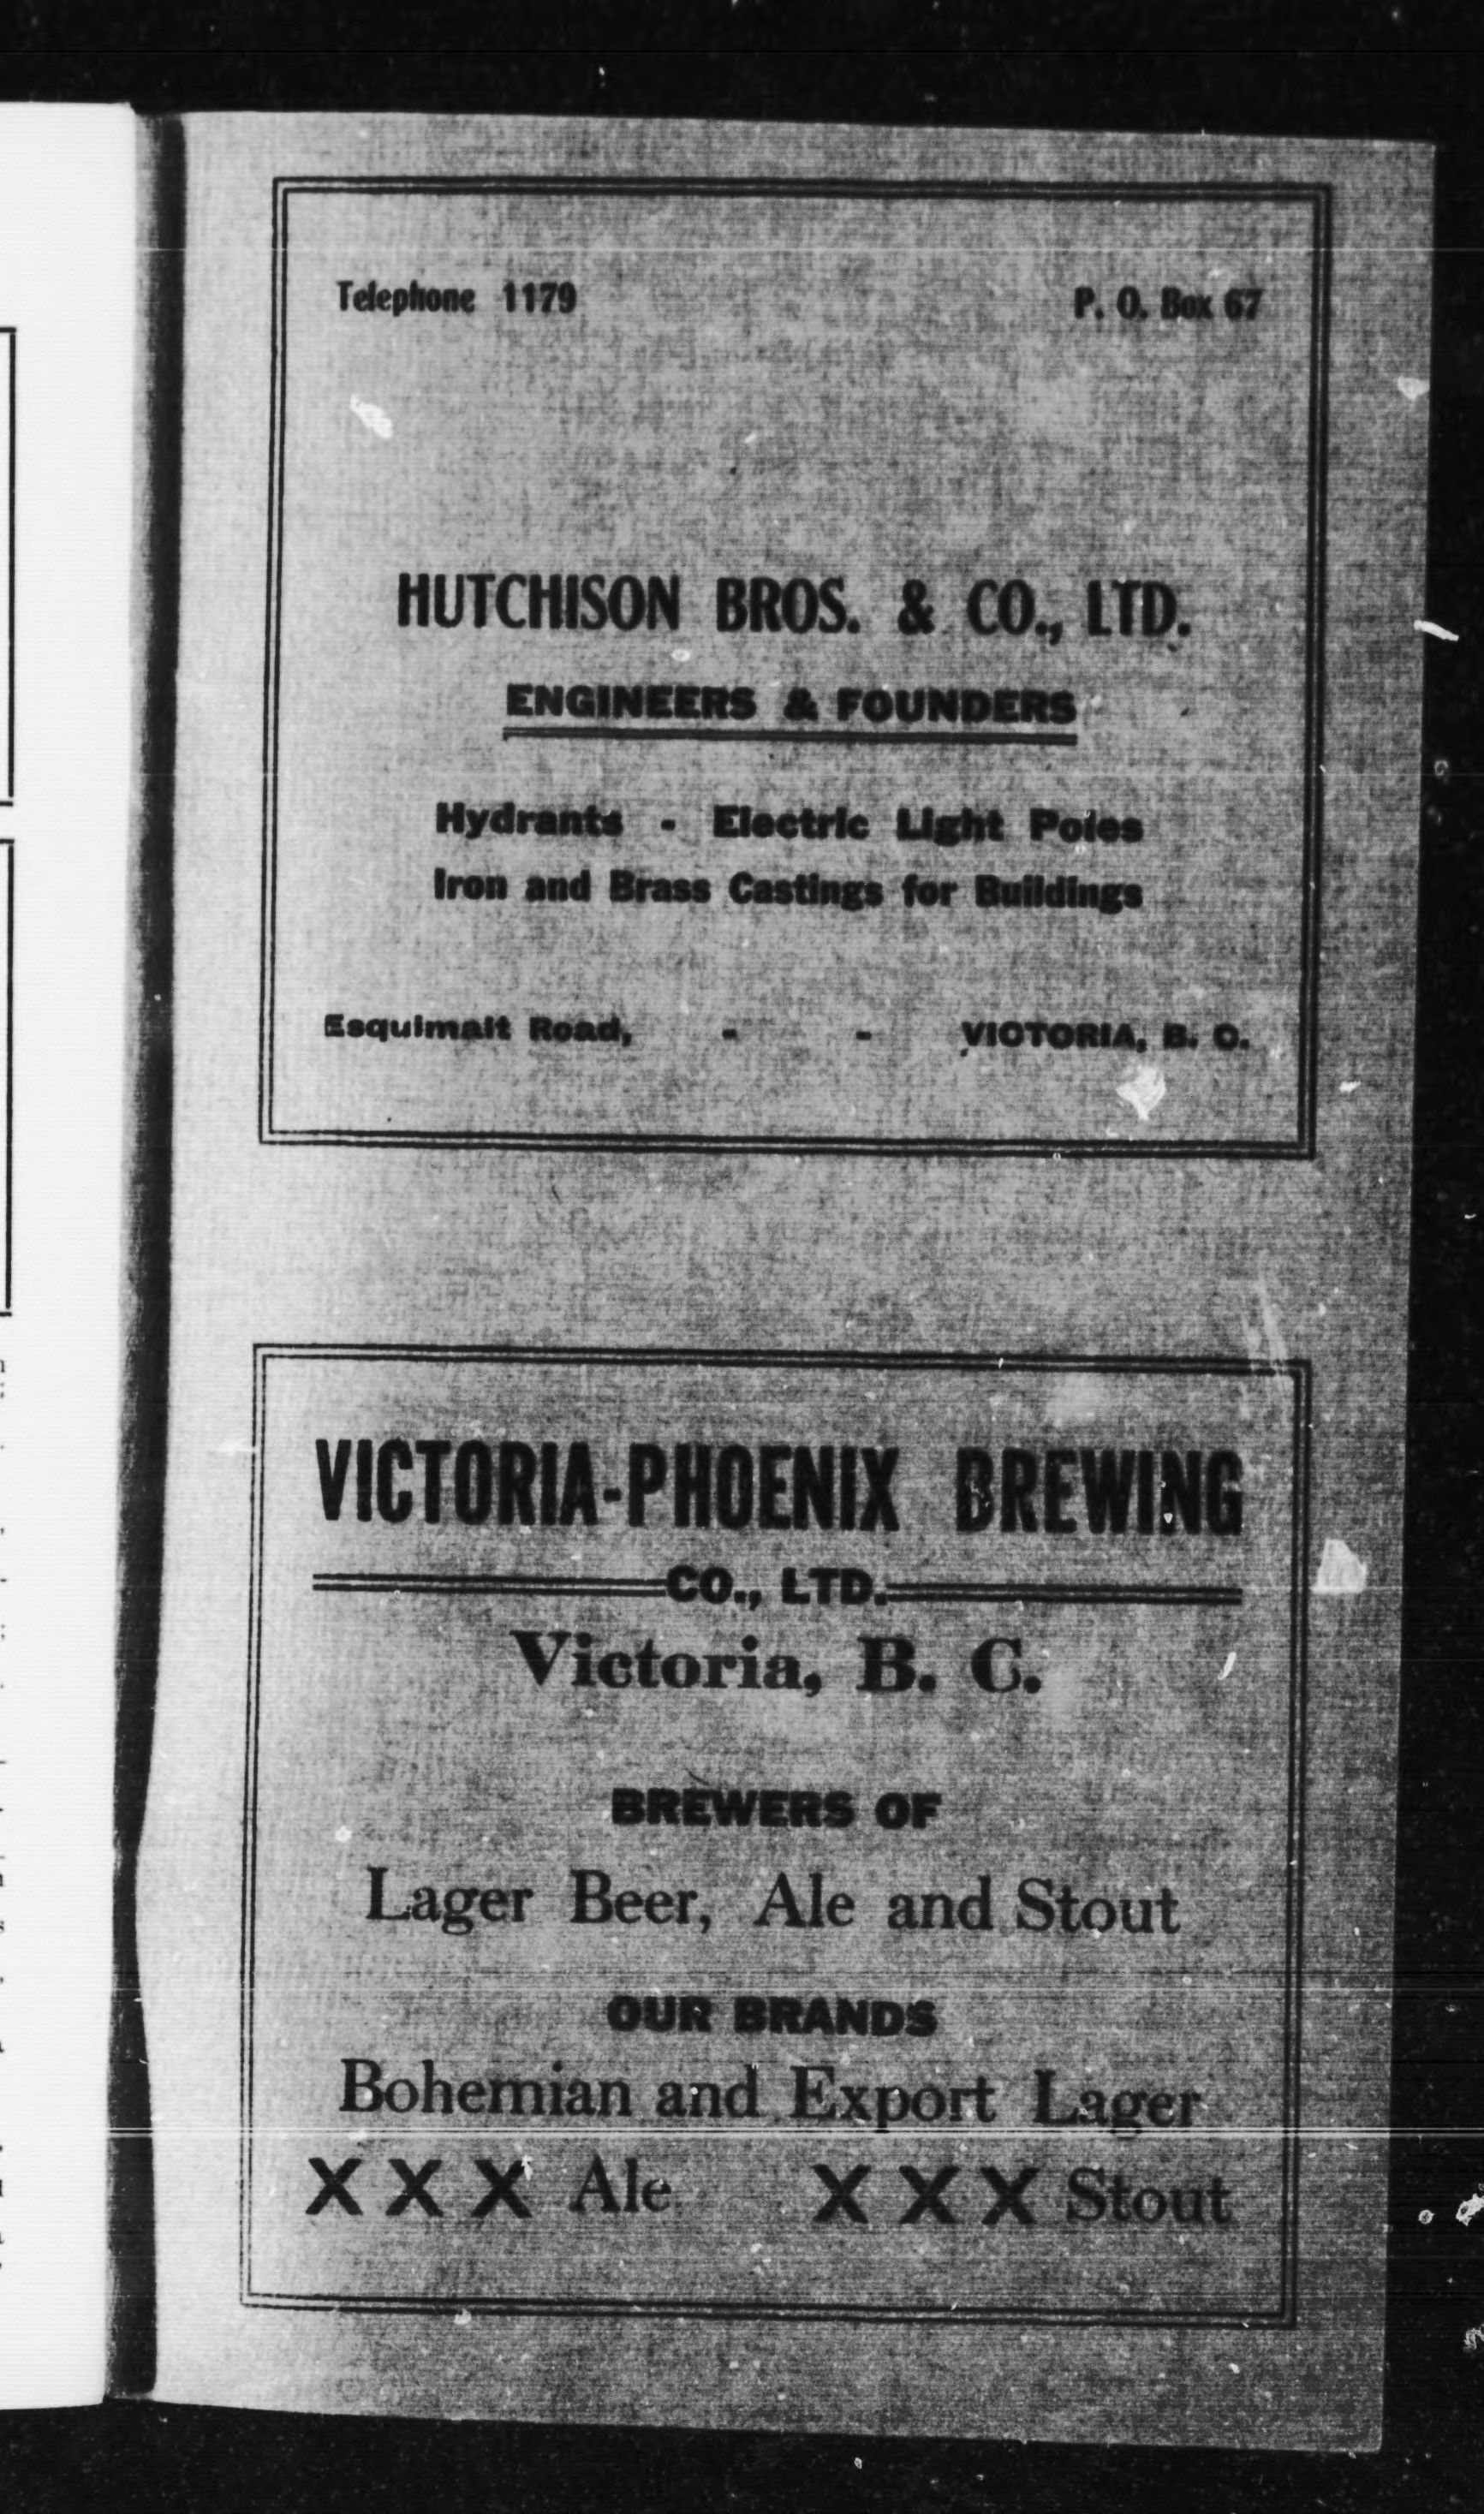 Telephone 1179 P. O. Box 67
HUTCHISON BROS. & CO., LTD.
ENGINEERS & FOUNDERS
Hydrants - Electric Light Poles
Iron and Brass Castings for Buildings
Esquimalt Road, - - VICTORIA, B. C.
VICTORIA-PHOENIX BREWING
CO., LTD.
Victoria, B. C.
BREWERS OF
Lager Beer, Ale and Stout
OUR BRANDS
Bohemian and Export Lager
X X X Ale X X X Stout